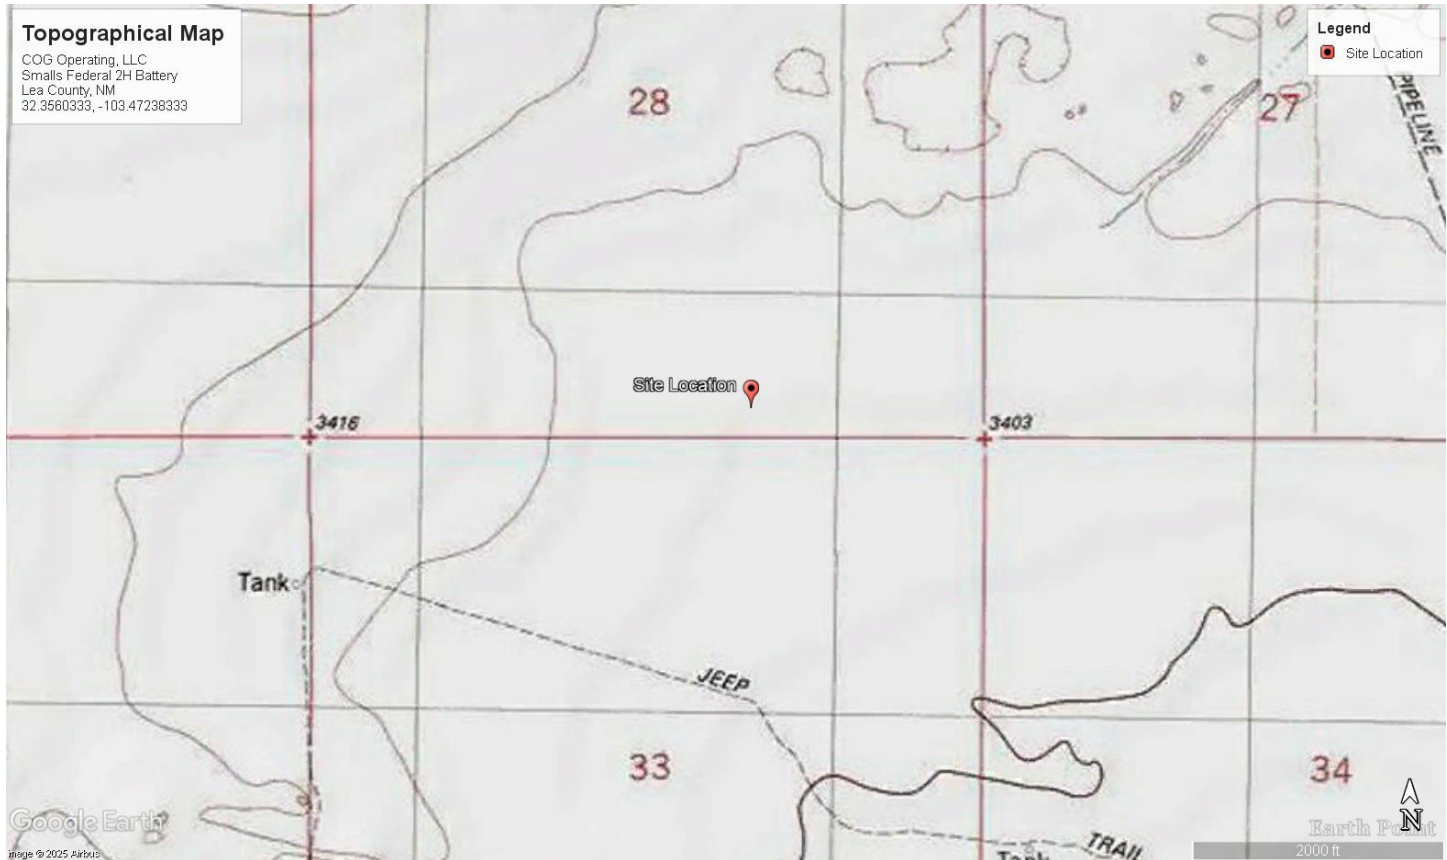 Topographical Map
COG Operating, LLC
Smalls Federal 2H Battery
Lea County, NM
32.3560333, -103.47238333
Legend
Site Location
28
27
PIPELINE
Site Location
3416
3403
Tank
JEEP
33
34
TRAIL
Tank
Google Earth
Earth Point
N
2000 ft
Image © 2025 Airbus